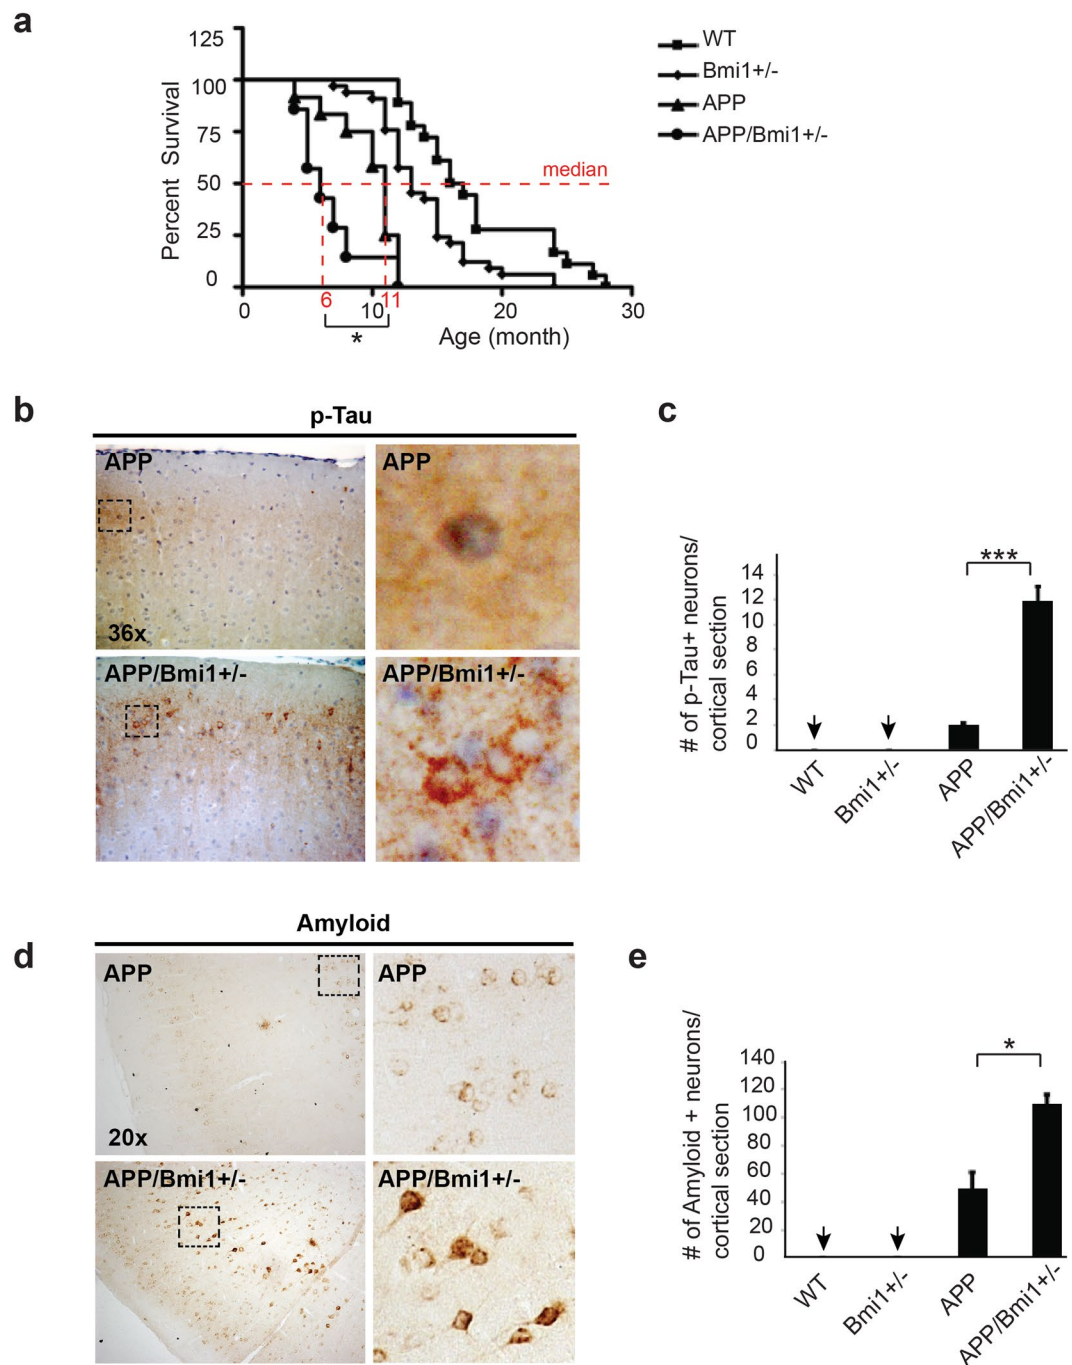 a
125
100
75
50
25
0
Percent Survival
median
0
6
10
11
20
30
*
Age (month)
WT
Bmi1+/-
APP
APP/Bmi1+/-
b
p-Tau
APP
36x
APP
APP/Bmi1+/-
APP/Bmi1+/-
c
# of p-Tau+ neurons/
cortical section
14
12
10
8
6
4
2
0
***
WT
Bmi1+/-
APP
APP/Bmi1+/-
d
Amyloid
APP
20x
APP
APP/Bmi1+/-
APP/Bmi1+/-
e
# of Amyloid + neurons/
cortical section
140
120
100
80
60
40
20
0
*
WT
Bmi1+/-
APP
APP/Bmi1+/-